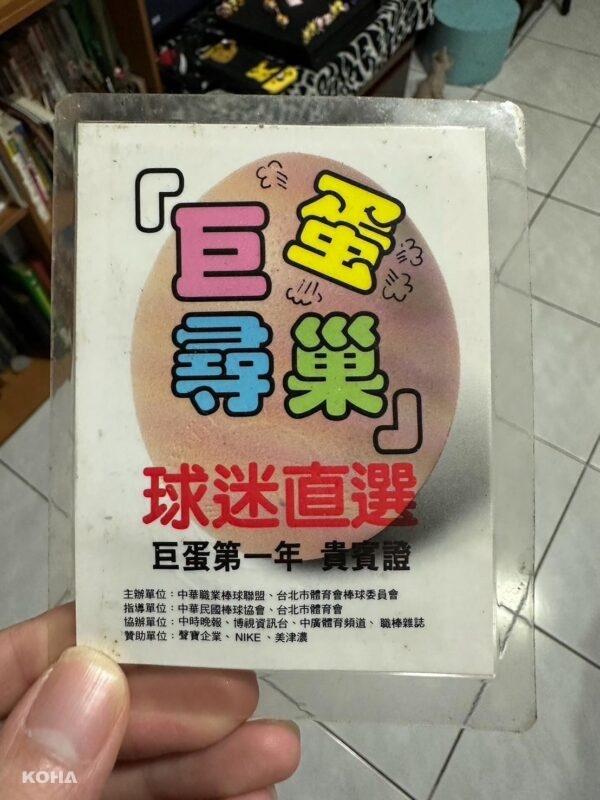 『巨蛋
尋巢』
球迷直選
巨蛋第一年 貴賓證
主辦單位：中華職業棒球聯盟、台北市體育會棒球委員會
指導單位：中華民國棒球協會、台北市體育會
協辦單位：中時晚報、博視資訊台、中廣體育頻道、職棒雜誌
贊助單位：聲寶企業、NIKE、美津濃
KOHA